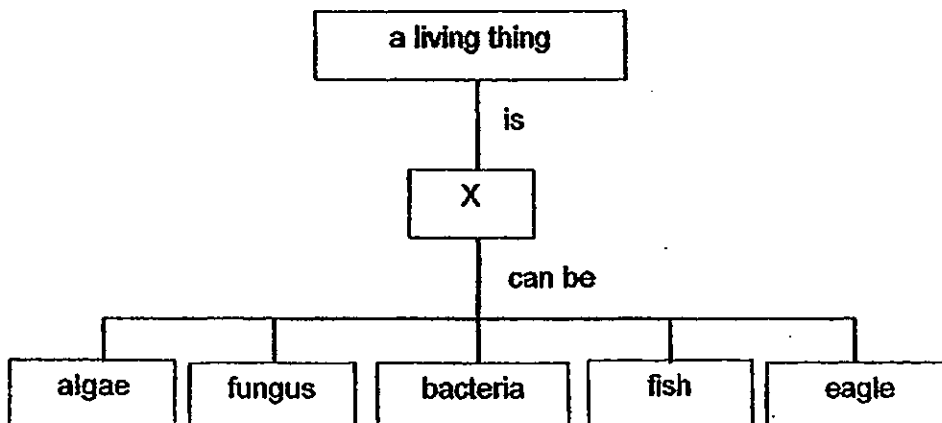 a living thing
is
X
can be
algae fungus bacteria fish eagle